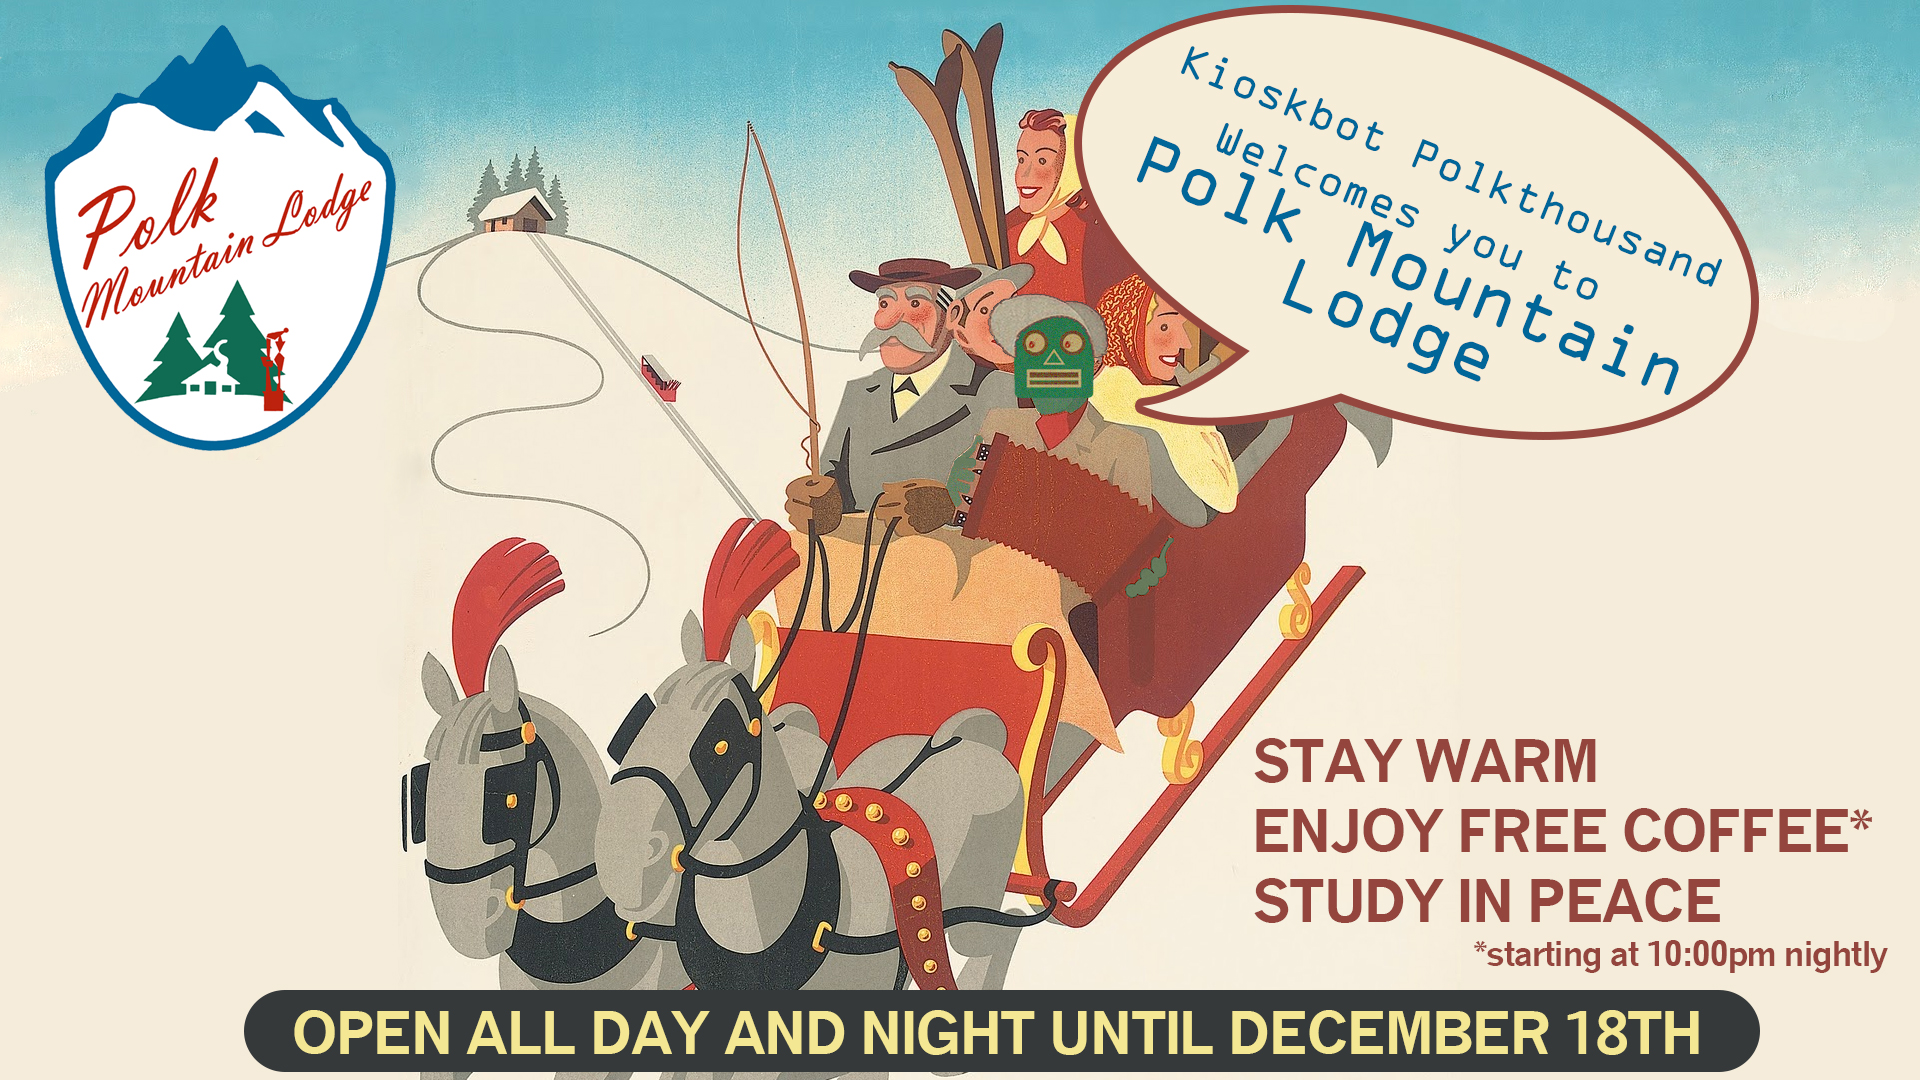 Polk
Mountain Lodge
Kioskbot Polkthousand
Welcomes you to
Polk Mountain
Lodge
STAY WARM
ENJOY FREE COFFEE*
STUDY IN PEACE
*starting at 10:00pm nightly
OPEN ALL DAY AND NIGHT UNTIL DECEMBER 18TH